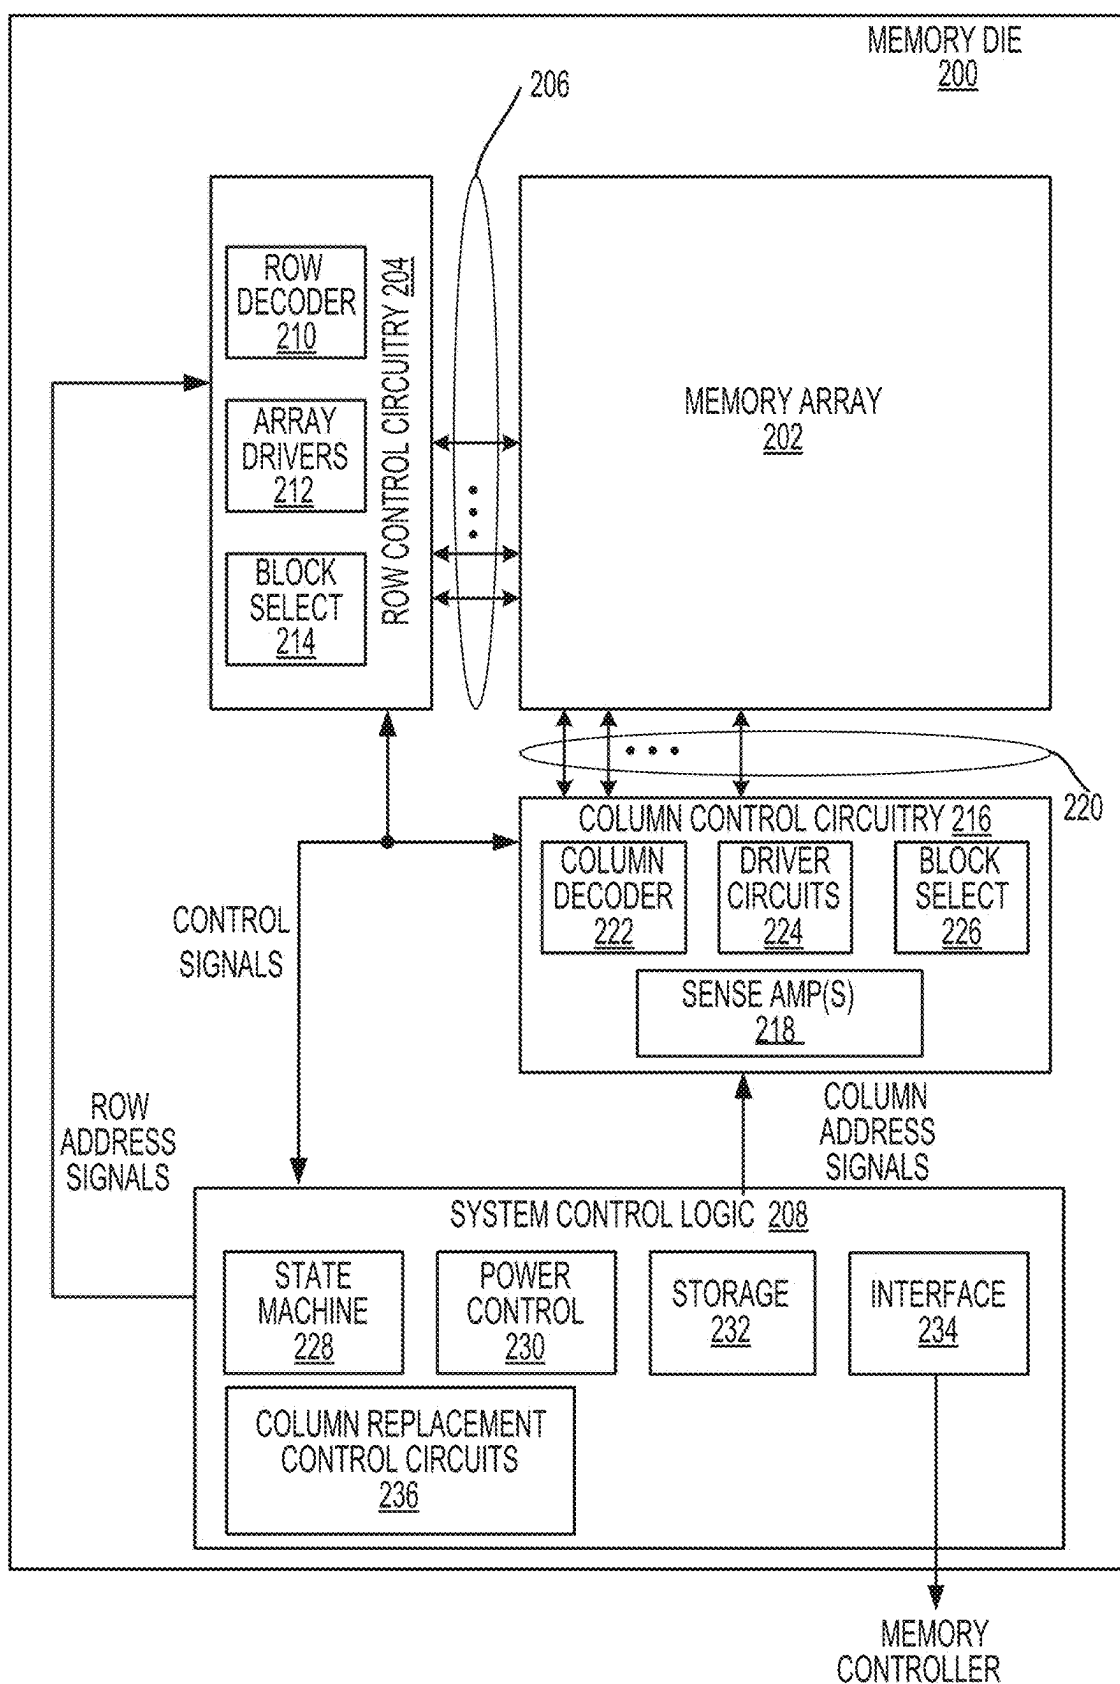 MEMORY DIE
200
206
ROW
DECODER
210
ARRAY
DRIVERS
212
BLOCK
SELECT
214
ROW CONTROL CIRCUITRY 204
MEMORY ARRAY
202
220
COLUMN CONTROL CIRCUITRY 216
COLUMN
DECODER
222
DRIVER
CIRCUITS
224
BLOCK
SELECT
226
SENSE AMP(S)
218
CONTROL
SIGNALS
ROW
ADDRESS
SIGNALS
COLUMN
ADDRESS
SIGNALS
SYSTEM CONTROL LOGIC 208
STATE
MACHINE
228
POWER
CONTROL
230
STORAGE
232
INTERFACE
234
COLUMN REPLACEMENT
CONTROL CIRCUITS
236
MEMORY
CONTROLLER